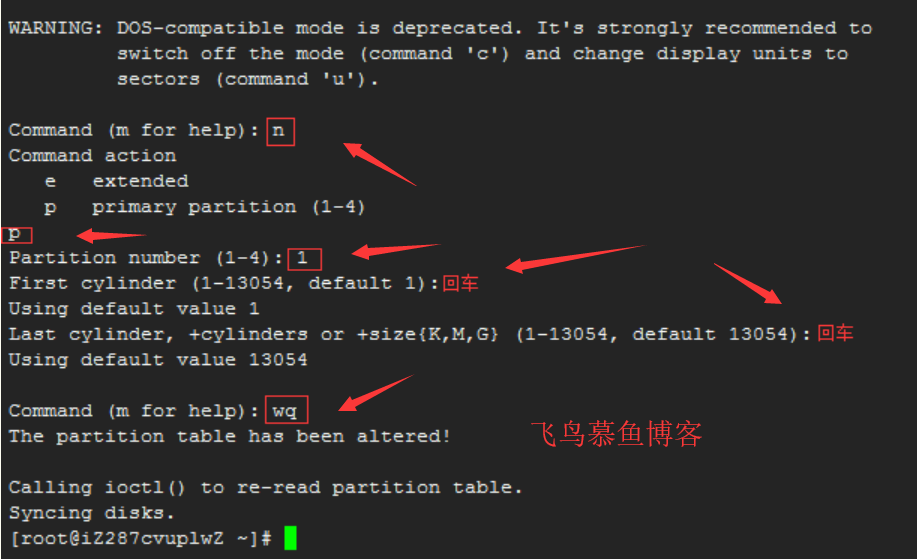 WARNING: DOS-compatible mode is deprecated. It's strongly recommended to
switch off the mode (command 'c') and change display units to
sectors (command 'u').
Command (m for help): n
Command action
e extended
p primary partition (1-4)
p
Partition number (1-4): 1
First cylinder (1-13054, default 1):回车
Using default value 1
Last cylinder, +cylinders or +size{K,M,G} (1-13054, default 13054):回车
Using default value 13054
Command (m for help): wq
The partition table has been altered!
飞鸟慕鱼博客
Calling ioctl() to re-read partition table.
Syncing disks.
[root@iZ287cvuplwZ ~]#